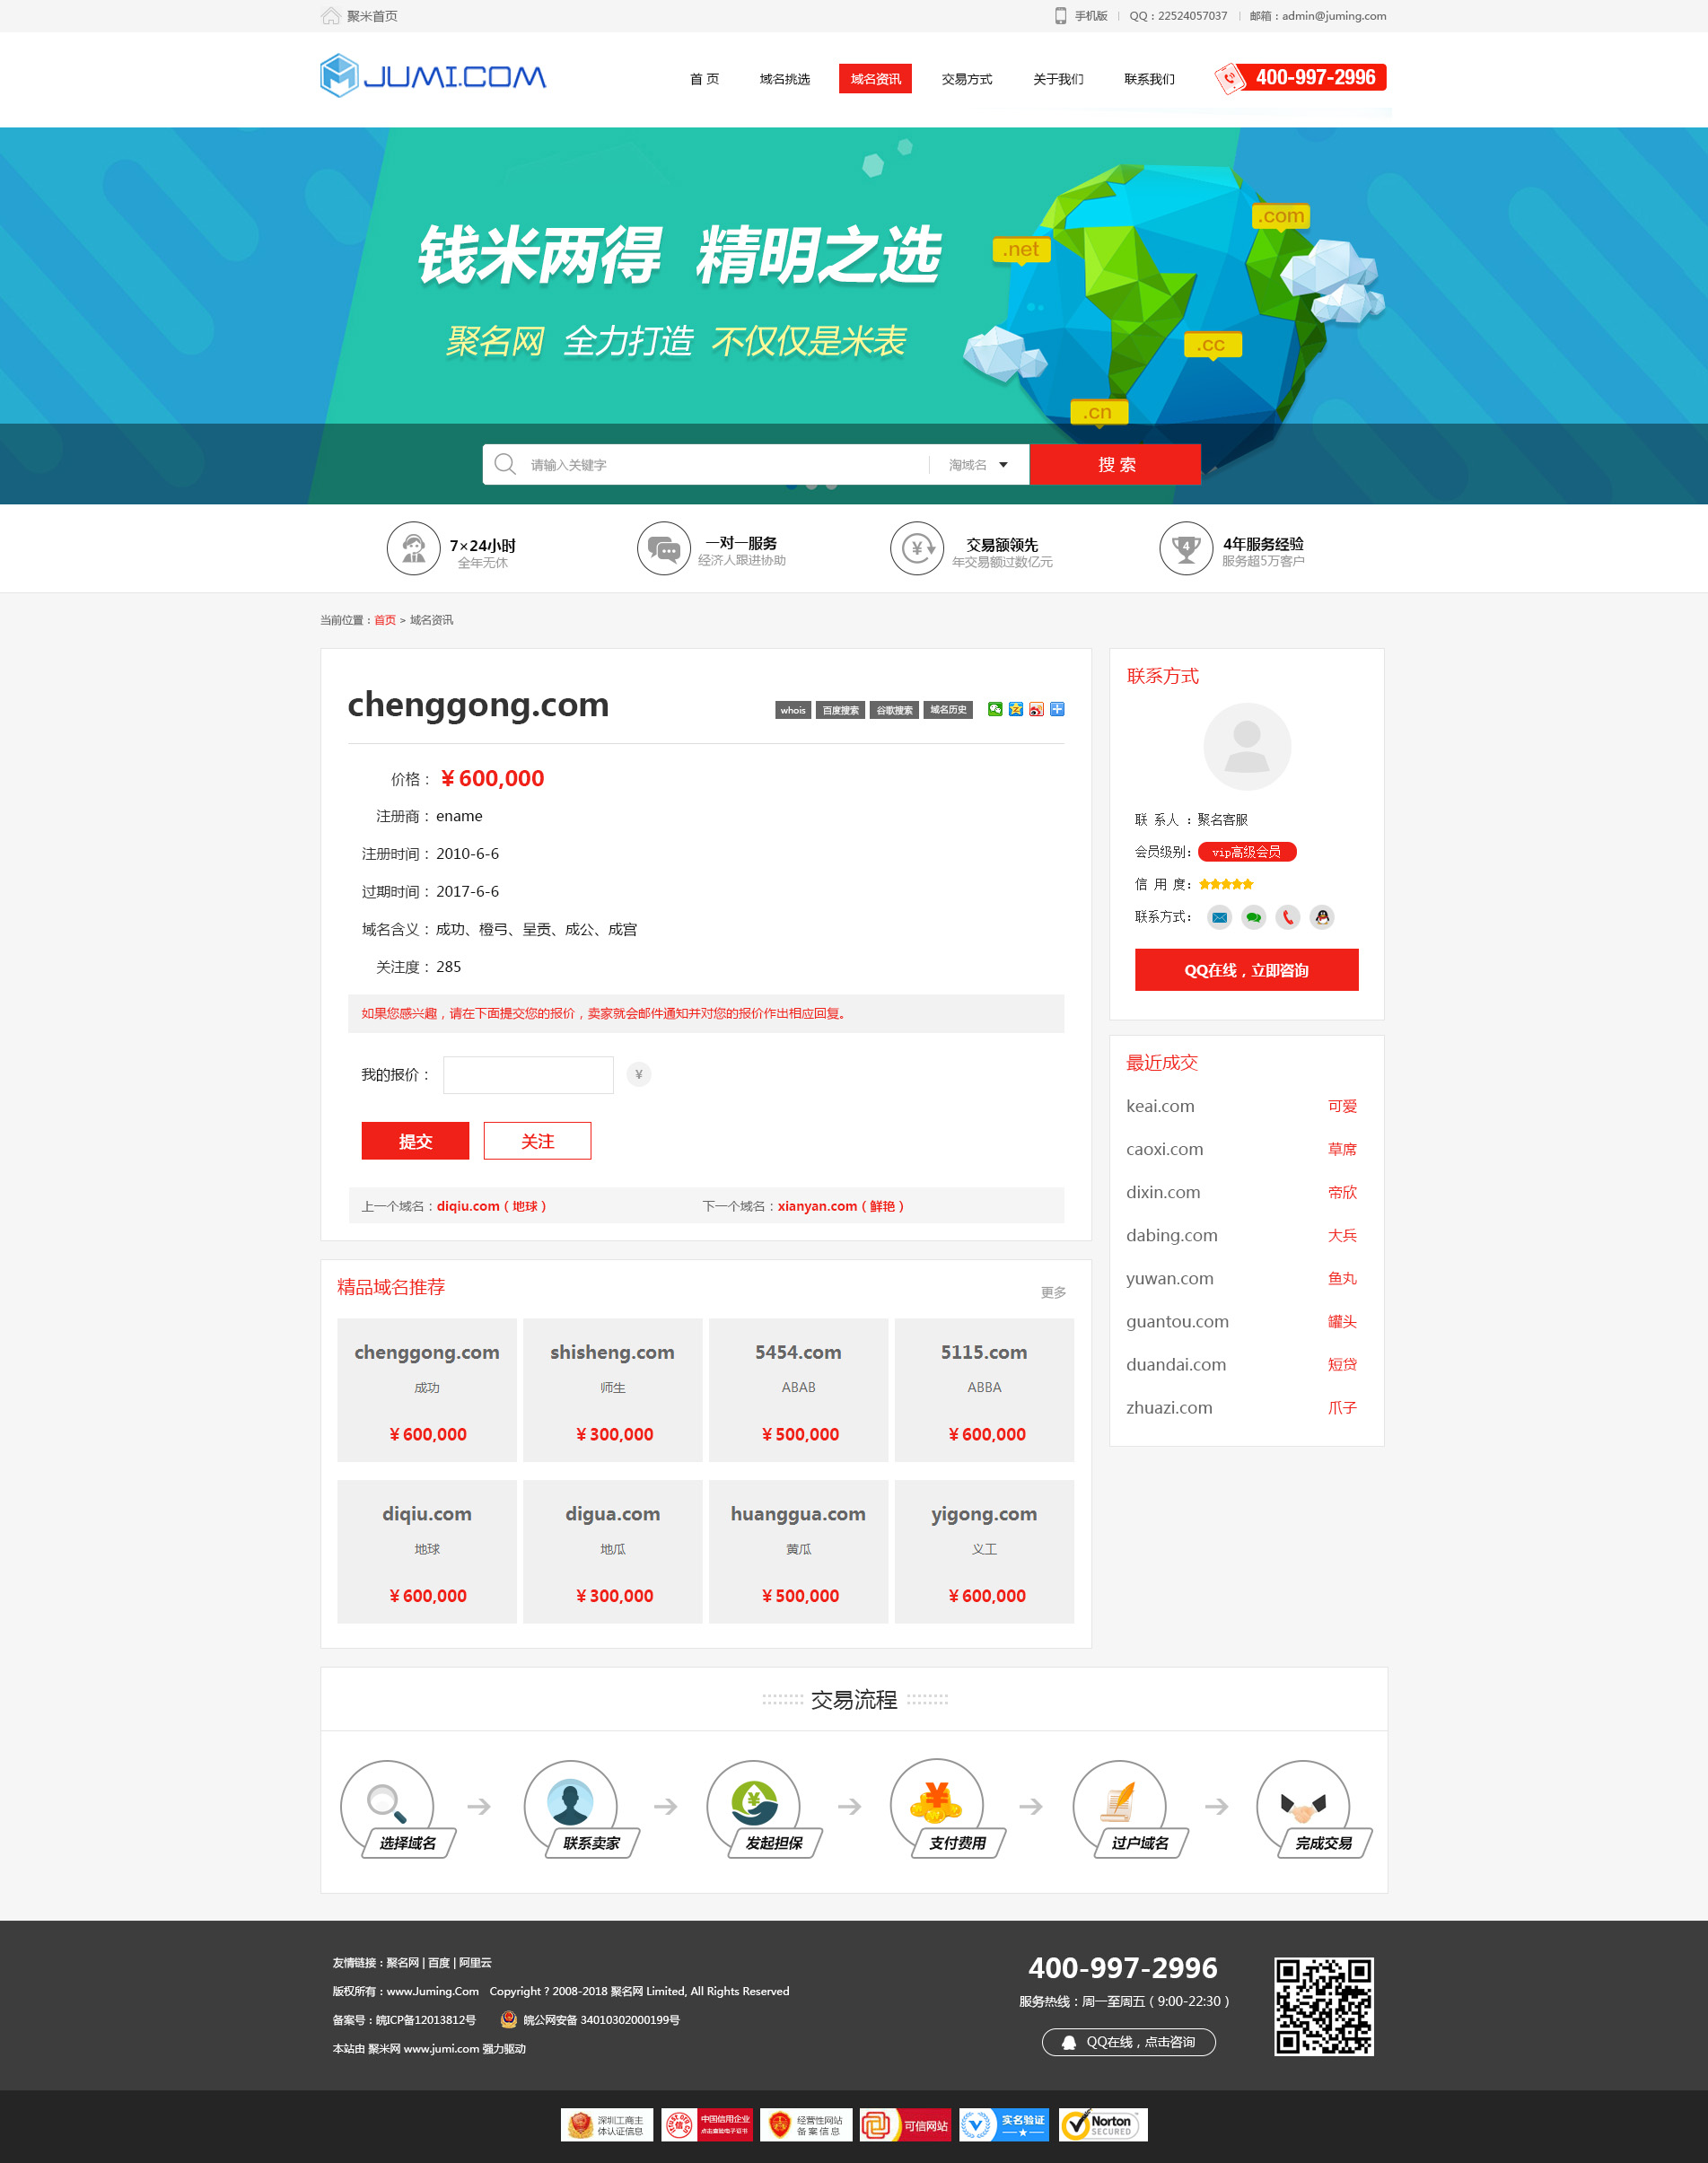 聚米首页
手机版 | QQ：22524057037 | 邮箱：admin@juming.com
JUMI.COM
首 页 域名挑选 域名资讯 交易方式 关于我们 联系我们
400-997-2996
钱米两得 精明之选
聚名网 全力打造 不仅仅是米表
.com
.net
.cc
.cn
请输入关键字 淘域名 搜 索
7×24小时
全年无休
一对一服务
经济人跟进协助
交易额领先
年交易额过数亿元
4
4年服务经验
服务超5万客户
当前位置：首页 > 域名资讯
chenggong.com
whois 百度搜索 谷歌搜索 域名历史
价格： ¥ 600,000
注册商： ename
注册时间： 2010-6-6
过期时间： 2017-6-6
域名含义： 成功、橙弓、呈贡、成公、成宫
关注度： 285
如果您感兴趣，请在下面提交您的报价，卖家就会邮件通知并对您的报价作出相应回复。
我的报价： ¥
提交 关注
上一个域名：diqiu.com（地球） 下一个域名：xianyan.com（鲜艳）
联系方式
联 系 人 ：聚名客服
会员级别： vip高级会员
信 用 度：
联系方式：
QQ在线，立即咨询
最近成交
keai.com 可爱
caoxi.com 草席
dixin.com 帝欣
dabing.com 大兵
yuwan.com 鱼丸
guantou.com 罐头
duandai.com 短贷
zhuazi.com 爪子
精品域名推荐 更多
chenggong.com shisheng.com 5454.com 5115.com
成功 师生 ABAB ABBA
¥ 600,000 ¥ 300,000 ¥ 500,000 ¥ 600,000
diqiu.com digua.com huanggua.com yigong.com
地球 地瓜 黄瓜 义工
¥ 600,000 ¥ 300,000 ¥ 500,000 ¥ 600,000
交易流程
选择域名 联系卖家 发起担保 支付费用 过户域名 完成交易
友情链接：聚名网 | 百度 | 阿里云
版权所有：www.Juming.Com Copyright ? 2008-2018 聚名网 Limited, All Rights Reserved
备案号：皖ICP备12013812号 皖公网安备 34010302000199号
本站由 聚米网 www.jumi.com 强力驱动
400-997-2996
服务热线：周一至周五（9:00-22:30）
QQ在线，点击咨询
深圳工商主
体认证信息
中国信用企业
点击查验电子证书
经营性网站
备案信息
可信网站
实名验证
Norton
SECURED